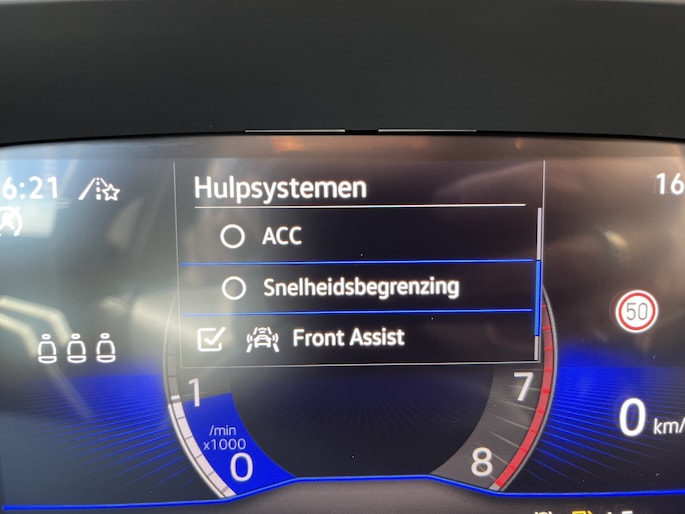 6:21
16
Hulpsystemen
ACC
Snelheidsbegrenzing
Front Assist
50
1
/min
x1000
0
7
8
0 km/